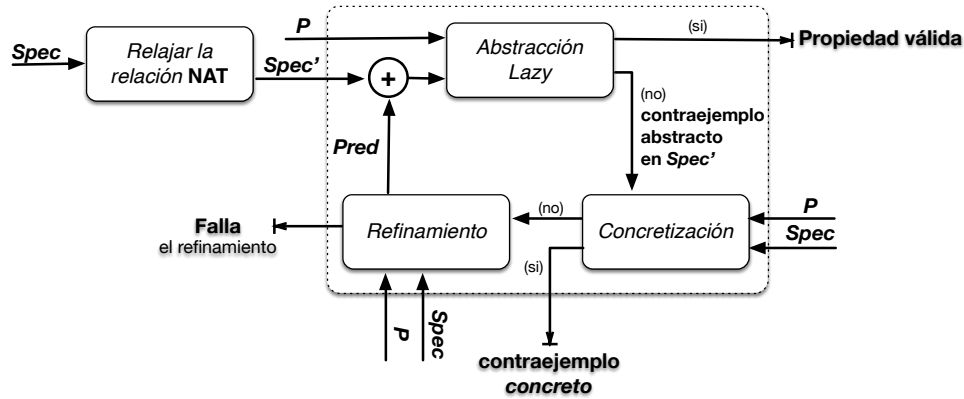 P
(si)
Propiedad válida
Spec
Relajar la
relación NAT
Spec'
+
Abstracción
Lazy
(no)
contraejemplo
abstracto
en Spec'
Pred
Falla
el refinamiento
Refinamiento
(no)
Concretización
P
Spec
(si)
P
Spec
contraejemplo
concreto